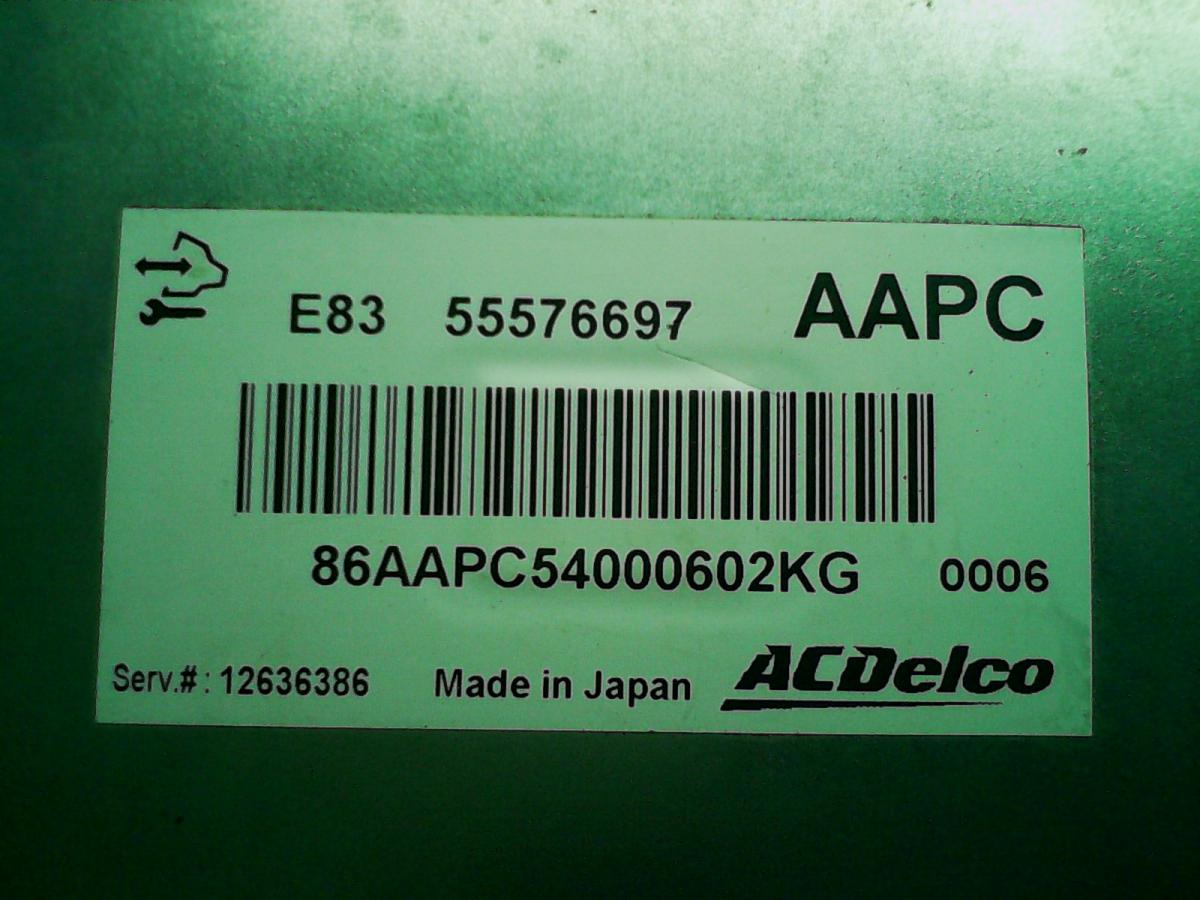 E83 55576697 AAPC
86AAPC54000602KG 0006
Serv.#: 12636386 Made in Japan ACDelco